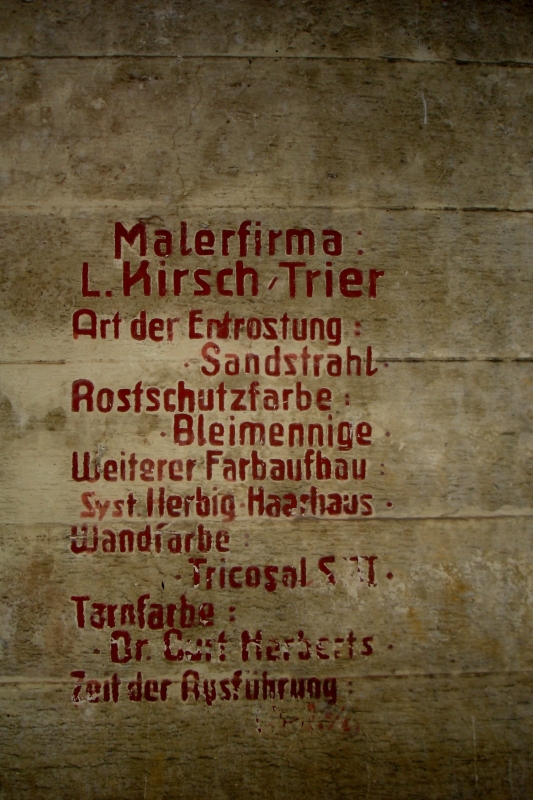 Malerfirma:
L. Kirsch, Trier
Art der Entrostung:
· Sandstrahl ·
Rostschutzfarbe:
· Bleimennige ·
Weiterer Farbaufbau:
Syst. Herbig-Haarhaus ·
Wandfarbe:
· Tricosal ·
Tarnfarbe:
· Dr. Curt Herberts ·
Zeit der Ausführung: